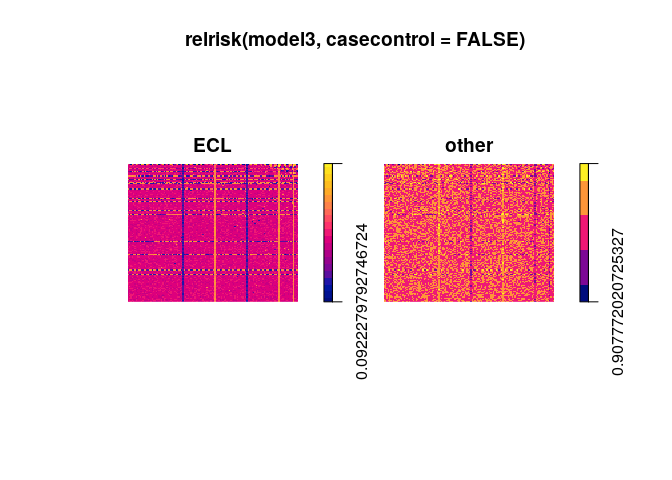 relrisk(model3, casecontrol = FALSE)
ECL
other
0.0922279792746724
0.907772020725327